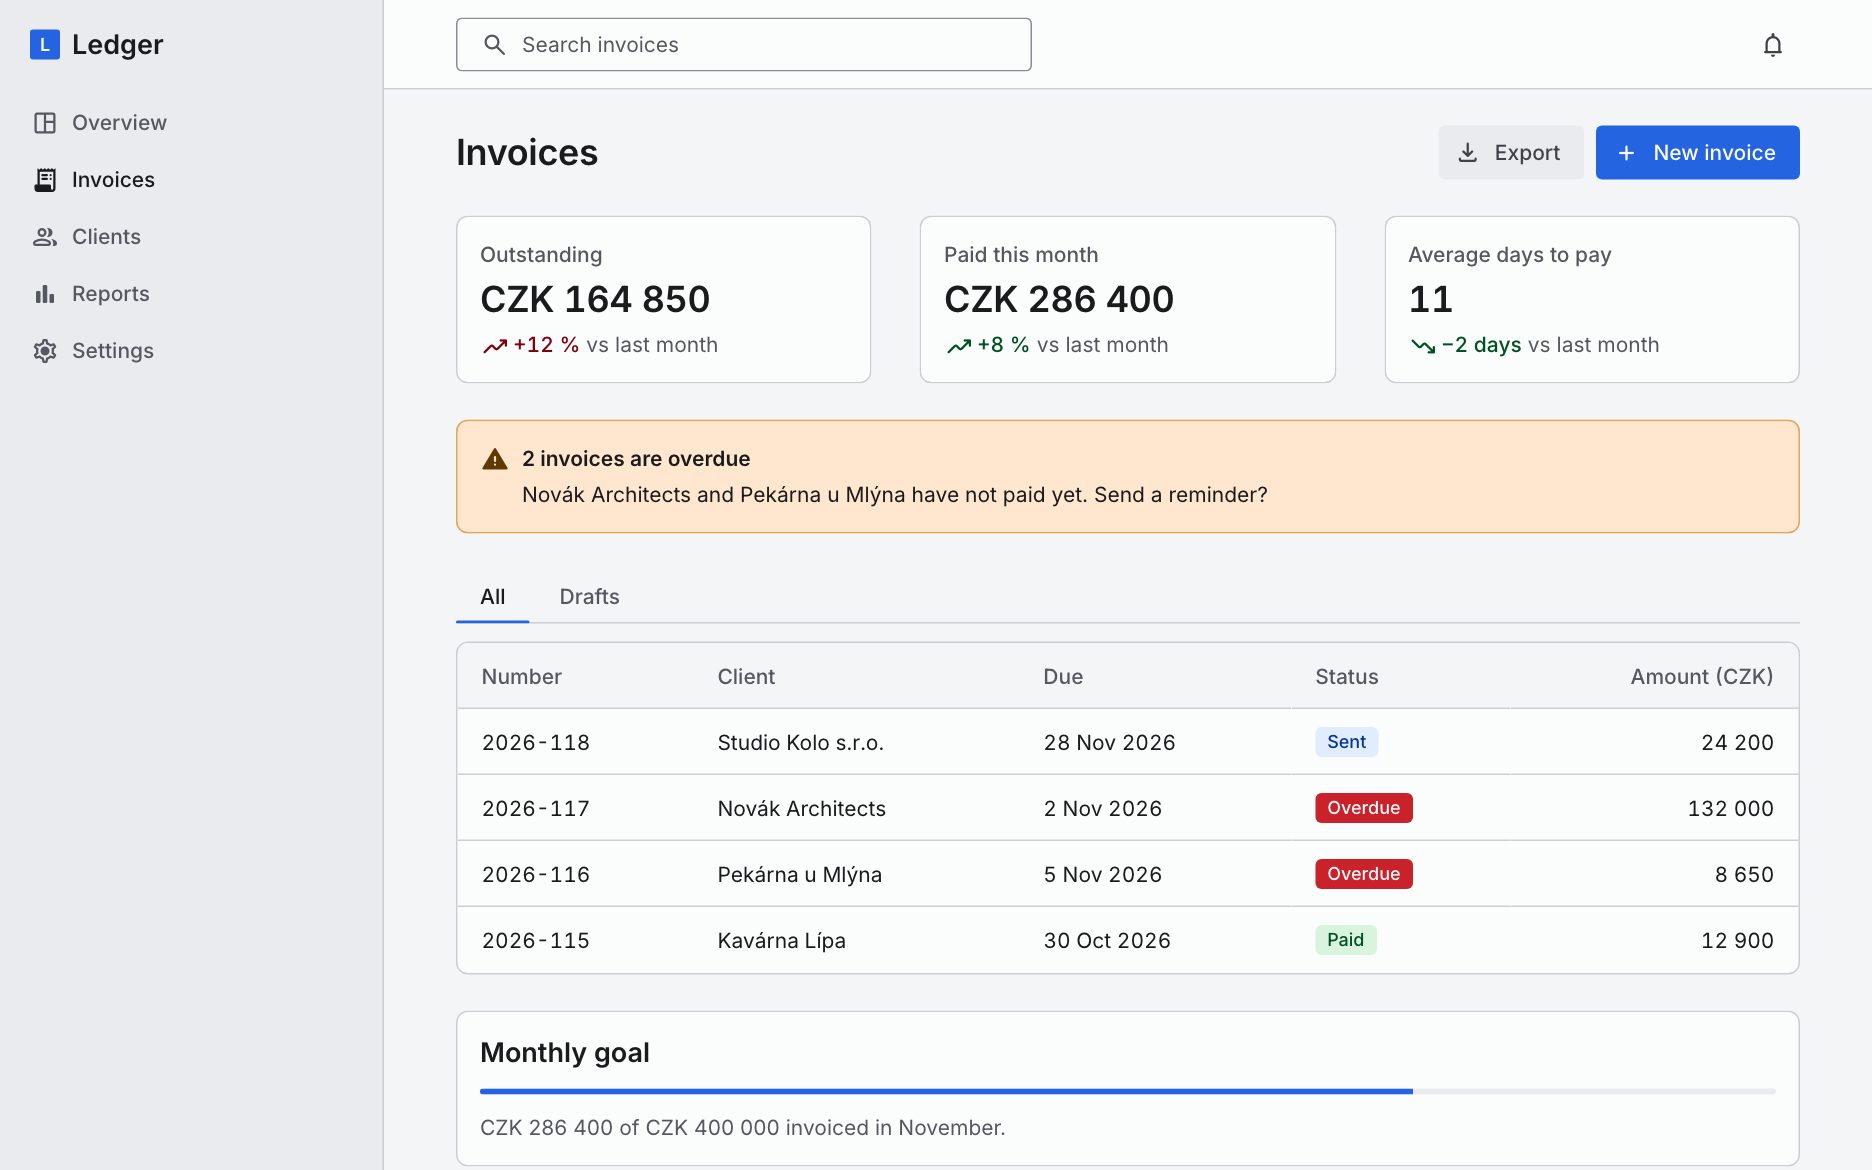 L Ledger
Search invoices
Overview
Invoices
Clients
Reports
Settings
Invoices
Export
+ New invoice
Outstanding
CZK 164 850
+12 % vs last month
Paid this month
CZK 286 400
+8 % vs last month
Average days to pay
11
−2 days vs last month
2 invoices are overdue
Novák Architects and Pekárna u Mlýna have not paid yet. Send a reminder?
All Drafts
Number Client Due Status Amount (CZK)
2026-118 Studio Kolo s.r.o. 28 Nov 2026 Sent 24 200
2026-117 Novák Architects 2 Nov 2026 Overdue 132 000
2026-116 Pekárna u Mlýna 5 Nov 2026 Overdue 8 650
2026-115 Kavárna Lípa 30 Oct 2026 Paid 12 900
Monthly goal
CZK 286 400 of CZK 400 000 invoiced in November.